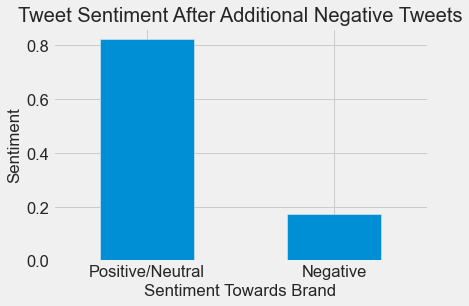 Tweet Sentiment After Additional Negative Tweets
0.8
0.6
0.4
0.2
0.0
Sentiment
Positive/Neutral Negative
Sentiment Towards Brand